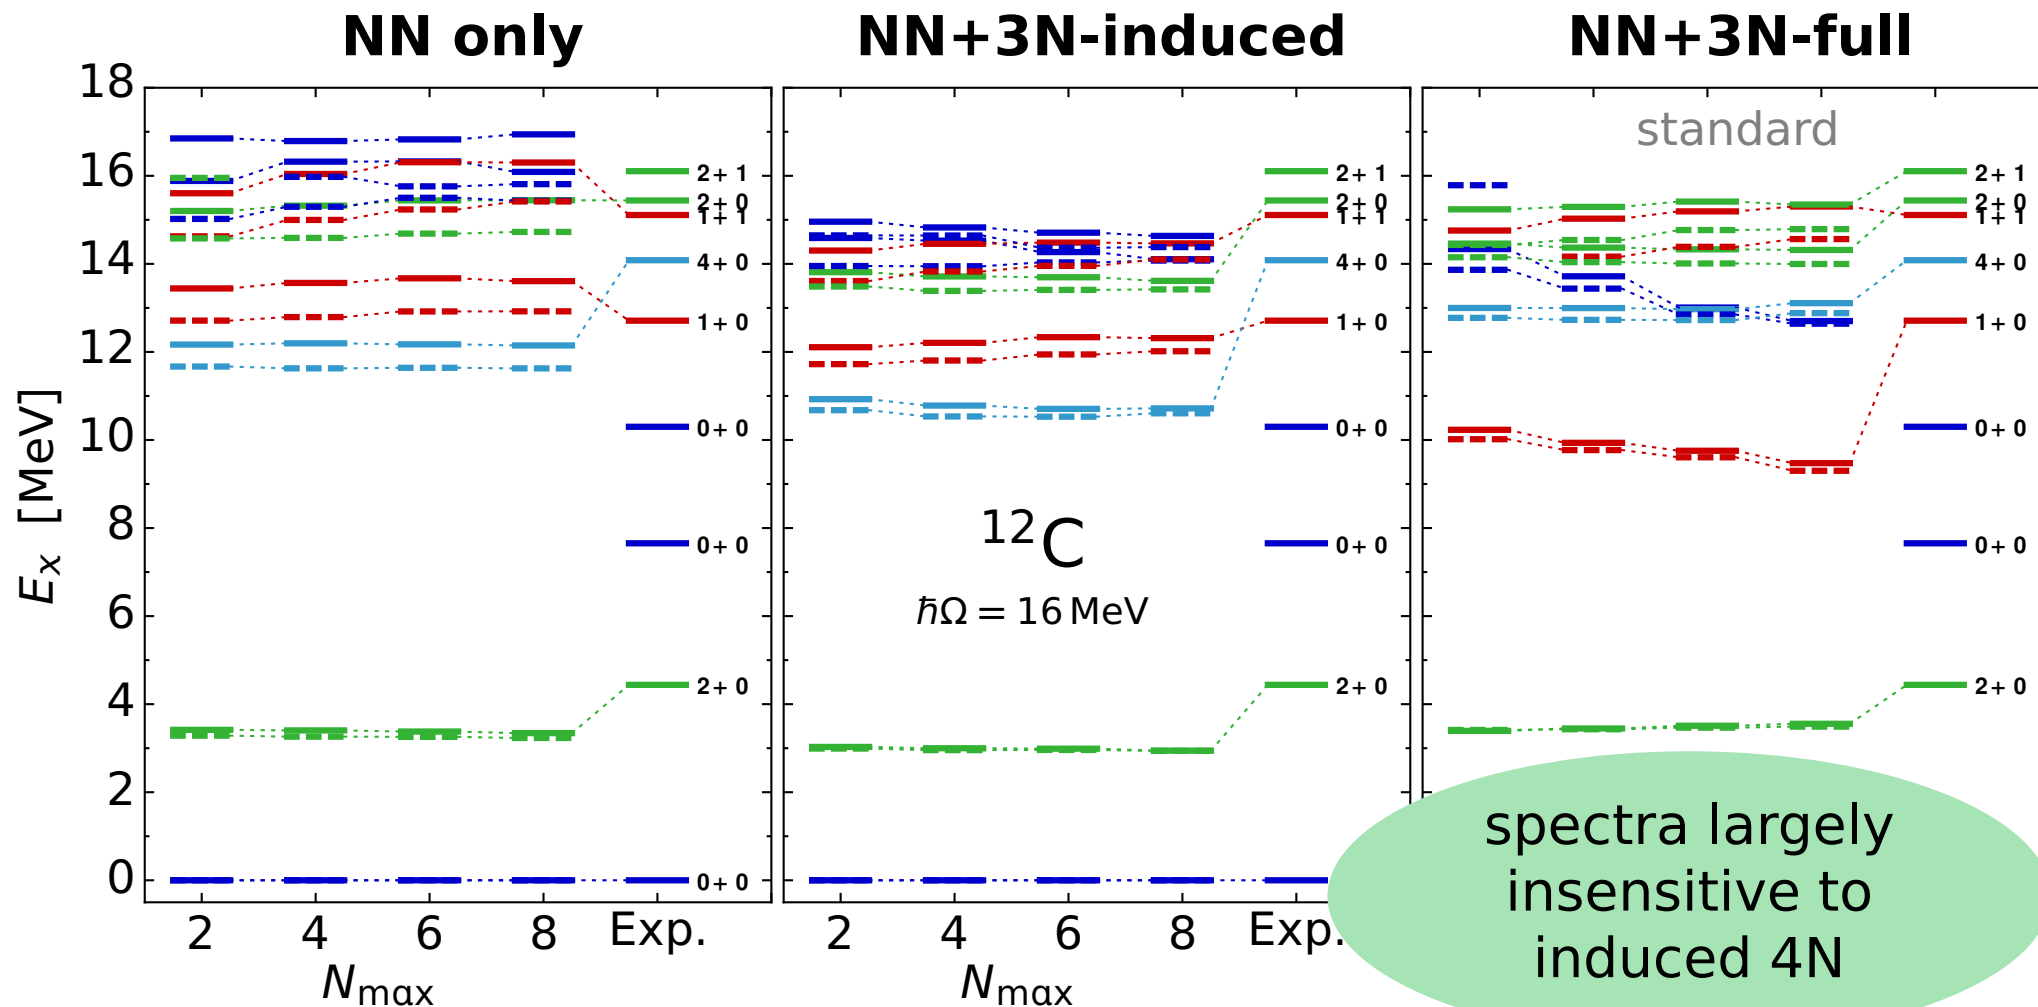 NN only
NN+3N-induced
NN+3N-full
18
16
14
12
10
8
6
4
2
0
E_x [MeV]
2+ 1
2+ 0
1+ 1
4+ 0
1+ 0
0+ 0
0+ 0
2+ 0
0+ 0
2 4 6 8 Exp.
N_max
2+ 1
2+ 0
1+ 1
4+ 0
1+ 0
0+ 0
0+ 0
2+ 0
¹²C
ℏΩ = 16 MeV
2 4 6 8 Exp.
N_max
standard
2+ 1
2+ 0
1+ 1
4+ 0
1+ 0
0+ 0
0+ 0
2+ 0
spectra largely
insensitive to
induced 4N